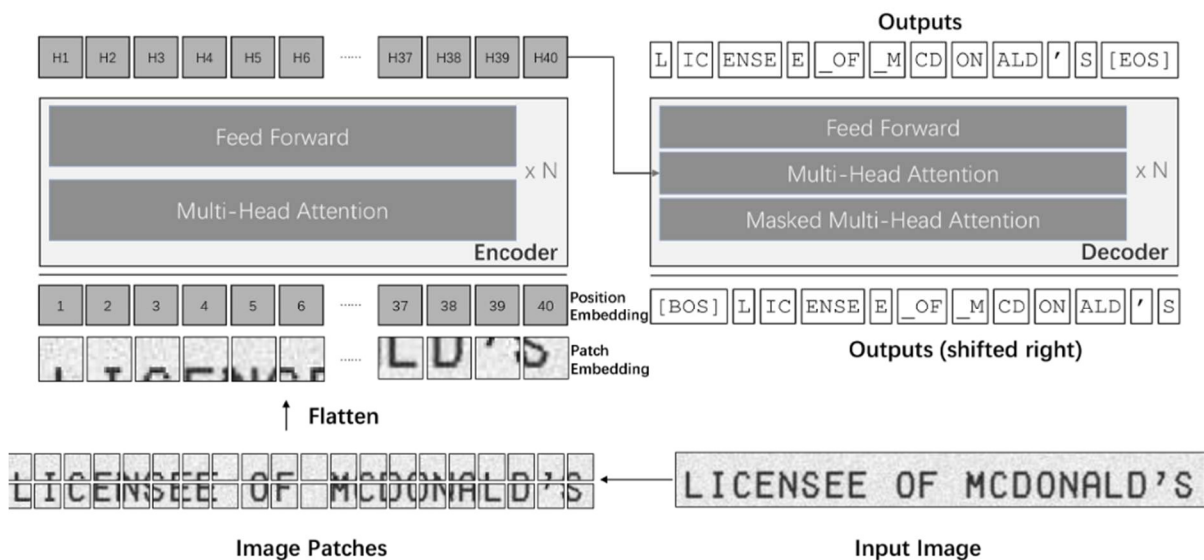 Outputs
H1 H2 H3 H4 H5 H6 ...... H37 H38 H39 H40
L IC ENSE E _OF _M CD ON ALD ' S [EOS]
Feed Forward
Multi-Head Attention
x N
Encoder
Feed Forward
Multi-Head Attention
Masked Multi-Head Attention
x N
Decoder
1 2 3 4 5 6 ...... 37 38 39 40
Position
Embedding
[BOS] L IC ENSE E _OF _M CD ON ALD ' S
LICENSE ...... LD'S
Patch
Embedding
Outputs (shifted right)
Flatten
LICENSEE OF MCDONALD'S
LICENSEE OF MCDONALD'S
Image Patches
Input Image